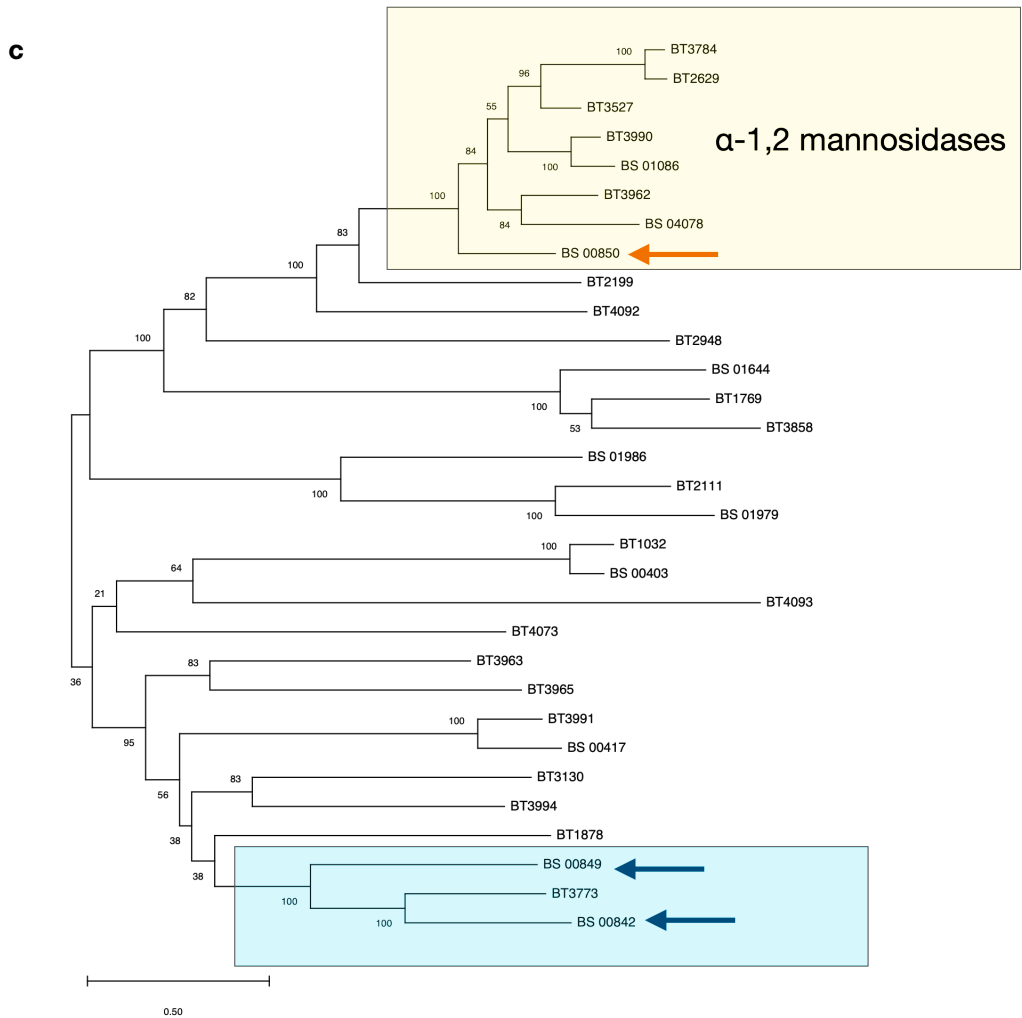 c
100
BT3784
BT2629
96
BT3527
55
BT3990
100
BS 01086
α-1,2 mannosidases
84
BT3962
84
BS 04078
100
BS 00850
83
BT2199
100
BT4092
82
BT2948
100
BS 01644
100
BT1769
53
BT3858
BS 01986
100
BT2111
100
BS 01979
100
BT1032
BS 00403
64
BT4093
21
BT4073
36
83
BT3963
BT3965
95
100
BT3991
BS 00417
56
83
BT3130
BT3994
38
BT1878
38
BS 00849
100
BT3773
100
BS 00842
0.50